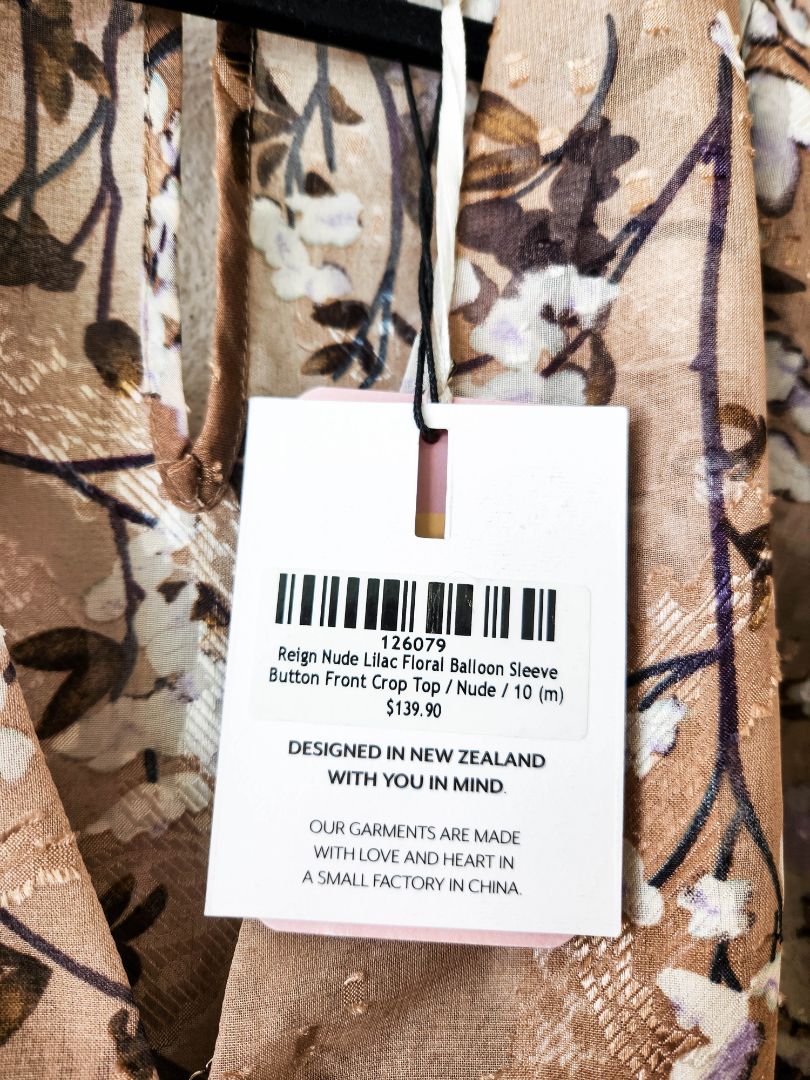 126079
Reign Nude Lilac Floral Balloon Sleeve
Button Front Crop Top / Nude / 10 (m)
$139.90
DESIGNED IN NEW ZEALAND
WITH YOU IN MIND.
OUR GARMENTS ARE MADE
WITH LOVE AND HEART IN
A SMALL FACTORY IN CHINA.